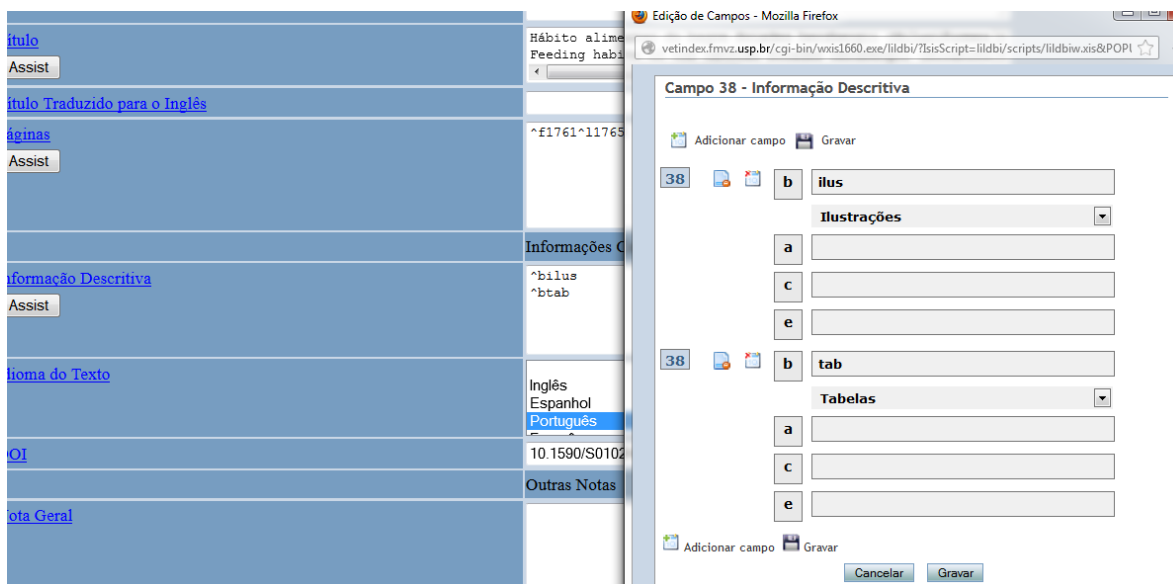 ítulo
Assist
Hábito alime
Feeding habi
ítulo Traduzido para o Inglês
áginas
Assist
^f1761^l1765
Informações
nformação Descritiva
Assist
^bilus
^btab
dioma do Texto
Inglês
Espanhol
Português
OI
10.1590/S0102
Outras Notas
ota Geral
Edição de Campos - Mozilla Firefox
vetindex.fmvz.usp.br/cgi-bin/wxis1660.exe/lildbi/?IsisScript=lildbi/scripts/lildbiw.xis&POPU
Campo 38 - Informação Descritiva
Adicionar campo Gravar
38 b ilus
Ilustrações
a
c
e
38 b tab
Tabelas
a
c
e
Adicionar campo Gravar
Cancelar Gravar